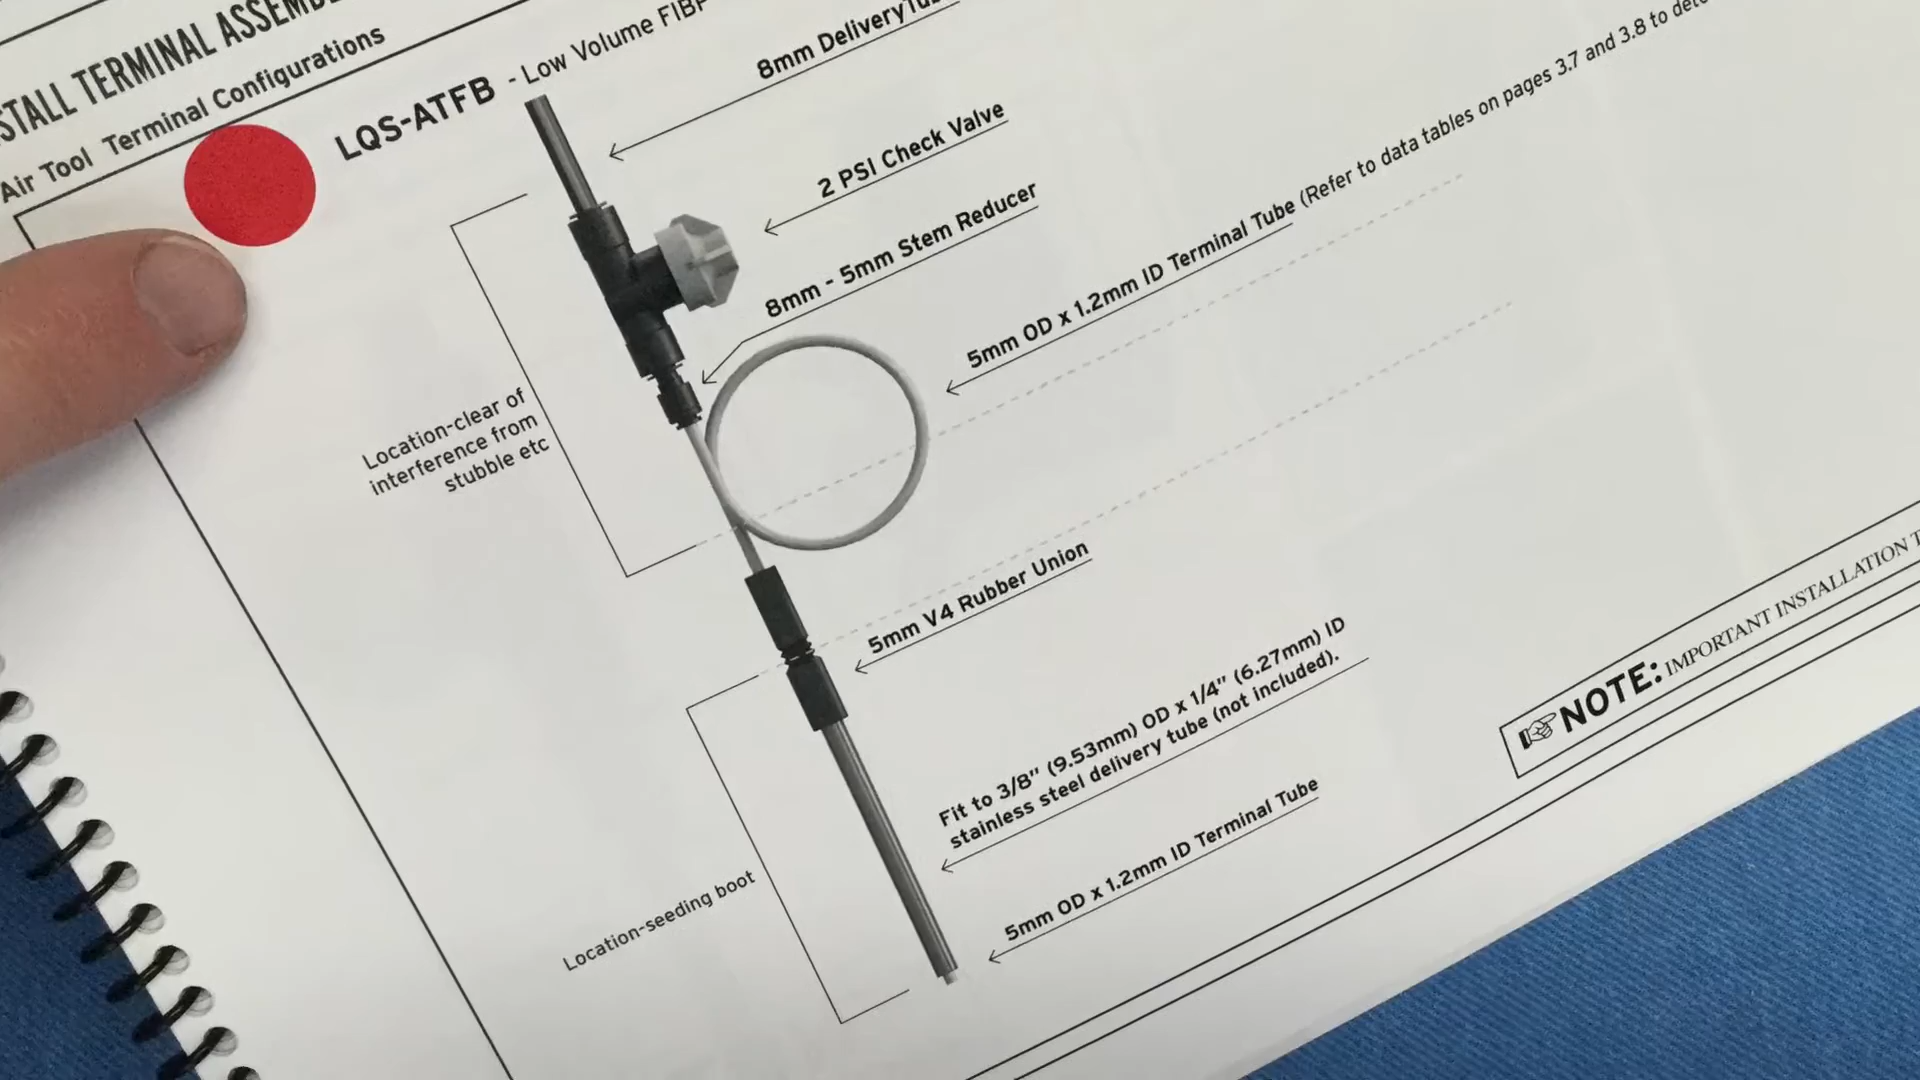 TERMINAL
Air Tool Terminal Configurations
LQS-ATFB - Low Volume
8mm Delivery
2 PSI Check Valve
8mm - 5mm Stem Reducer
5mm OD x 1.2mm ID Terminal Tube (Refer to data tables on pages 3.7 and 3.8 to
Location-clear of
interference from
stubble etc
5mm V4 Rubber Union
Fit to 3/8" (9.53mm) OD x 1/4" (6.27mm) ID
stainless steel delivery tube (not included).
5mm OD x 1.2mm ID Terminal Tube
Location-seeding boot
NOTE: IMPORTANT INSTALLATION